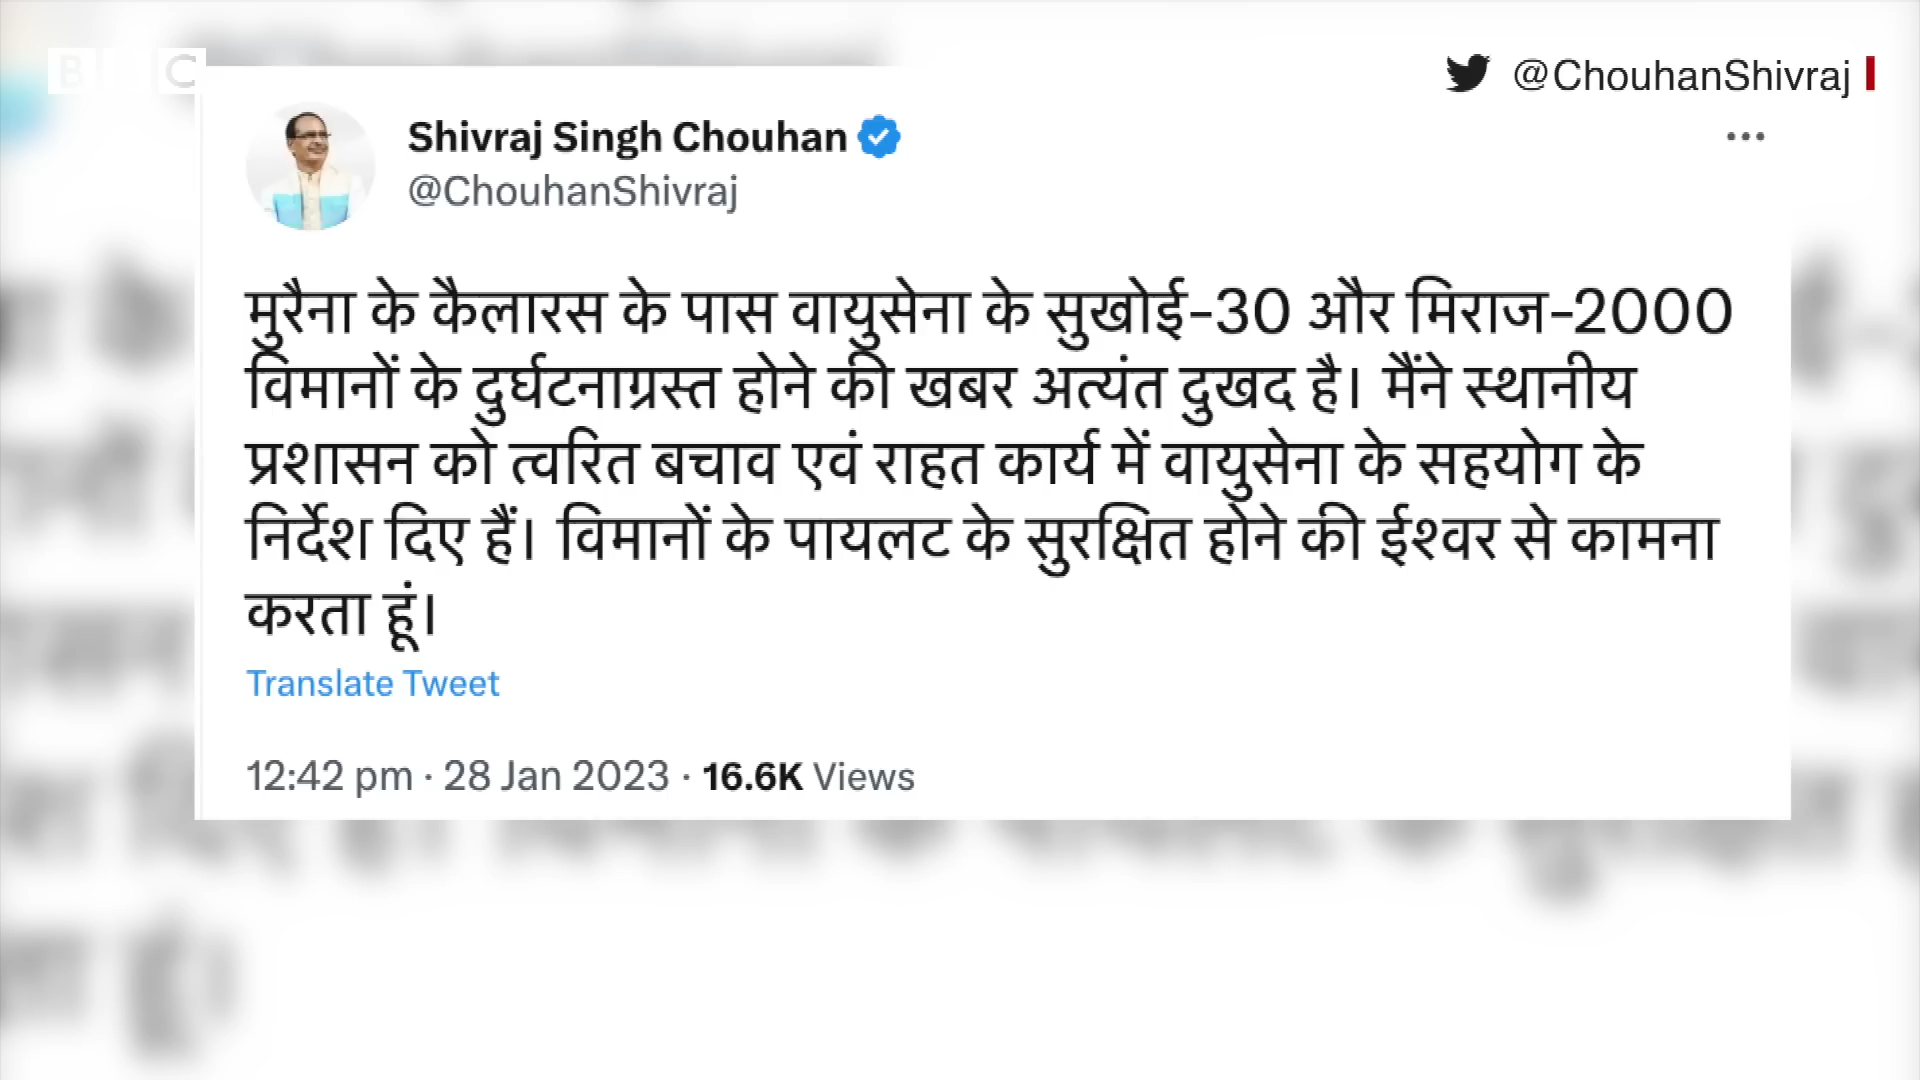 BBC
@ChouhanShivraj
Shivraj Singh Chouhan
@ChouhanShivraj
मुरैना के कैलारस के पास वायुसेना के सुखोई-30 और मिराज-2000
विमानों के दुर्घटनाग्रस्त होने की खबर अत्यंत दुखद है। मैंने स्थानीय
प्रशासन को त्वरित बचाव एवं राहत कार्य में वायुसेना के सहयोग के
निर्देश दिए हैं। विमानों के पायलट के सुरक्षित होने की ईश्वर से कामना
करता हूं।
Translate Tweet
12:42 pm · 28 Jan 2023 · 16.6K Views